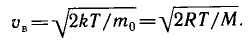 v_в = √2kT/m₀ = √2RT/M.